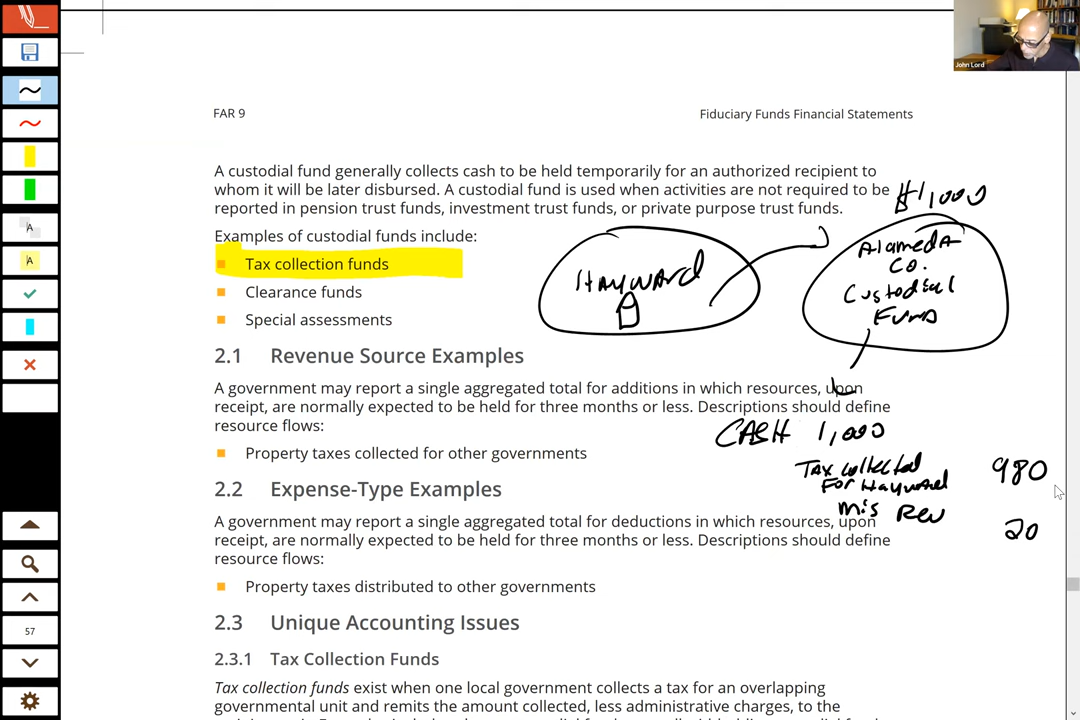 John Lord
FAR 9
Fiduciary Funds Financial Statements
A custodial fund generally collects cash to be held temporarily for an authorized recipient to
whom it will be later disbursed. A custodial fund is used when activities are not required to be
reported in pension trust funds, investment trust funds, or private purpose trust funds.
$1,000
Examples of custodial funds include:
Tax collection funds
Clearance funds
Special assessments
HAYWARD
Alameda
Co.
Custodial
FUND
2.1 Revenue Source Examples
A government may report a single aggregated total for additions in which resources, upon
receipt, are normally expected to be held for three months or less. Descriptions should define
resource flows:
CASH 1,000
Property taxes collected for other governments
Tax collected
For Hayward 980
Mis Rev 20
2.2 Expense-Type Examples
A government may report a single aggregated total for deductions in which resources, upon
receipt, are normally expected to be held for three months or less. Descriptions should define
resource flows:
Property taxes distributed to other governments
2.3 Unique Accounting Issues
2.3.1 Tax Collection Funds
Tax collection funds exist when one local government collects a tax for an overlapping
governmental unit and remits the amount collected, less administrative charges, to the
A
A
57